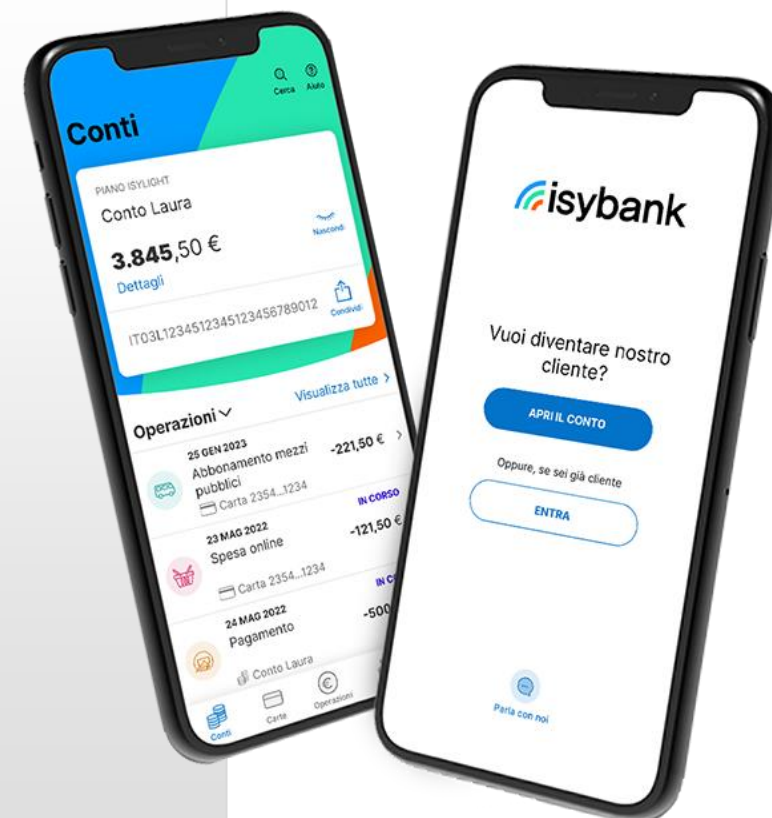 Cerca
Aiuto
Conti
PIANO ISYLIGHT
Conto Laura
3.845,50 €
Nascondi
Dettagli
IT03L1234512345123456789012
Condividi
Operazioni
Visualizza tutte >
25 GEN 2023
Abbonamento mezzi
pubblici
-221,50 € >
Carta 2354...1234
IN CORSO
23 MAG 2022
Spesa online
-121,50 €
Carta 2354...1234
24 MAG 2022
Pagamento
-500
Conto Laura
Conti
Carte
Operazioni
isybank
Vuoi diventare nostro
cliente?
APRI IL CONTO
Oppure, se sei già cliente
ENTRA
Parla con noi